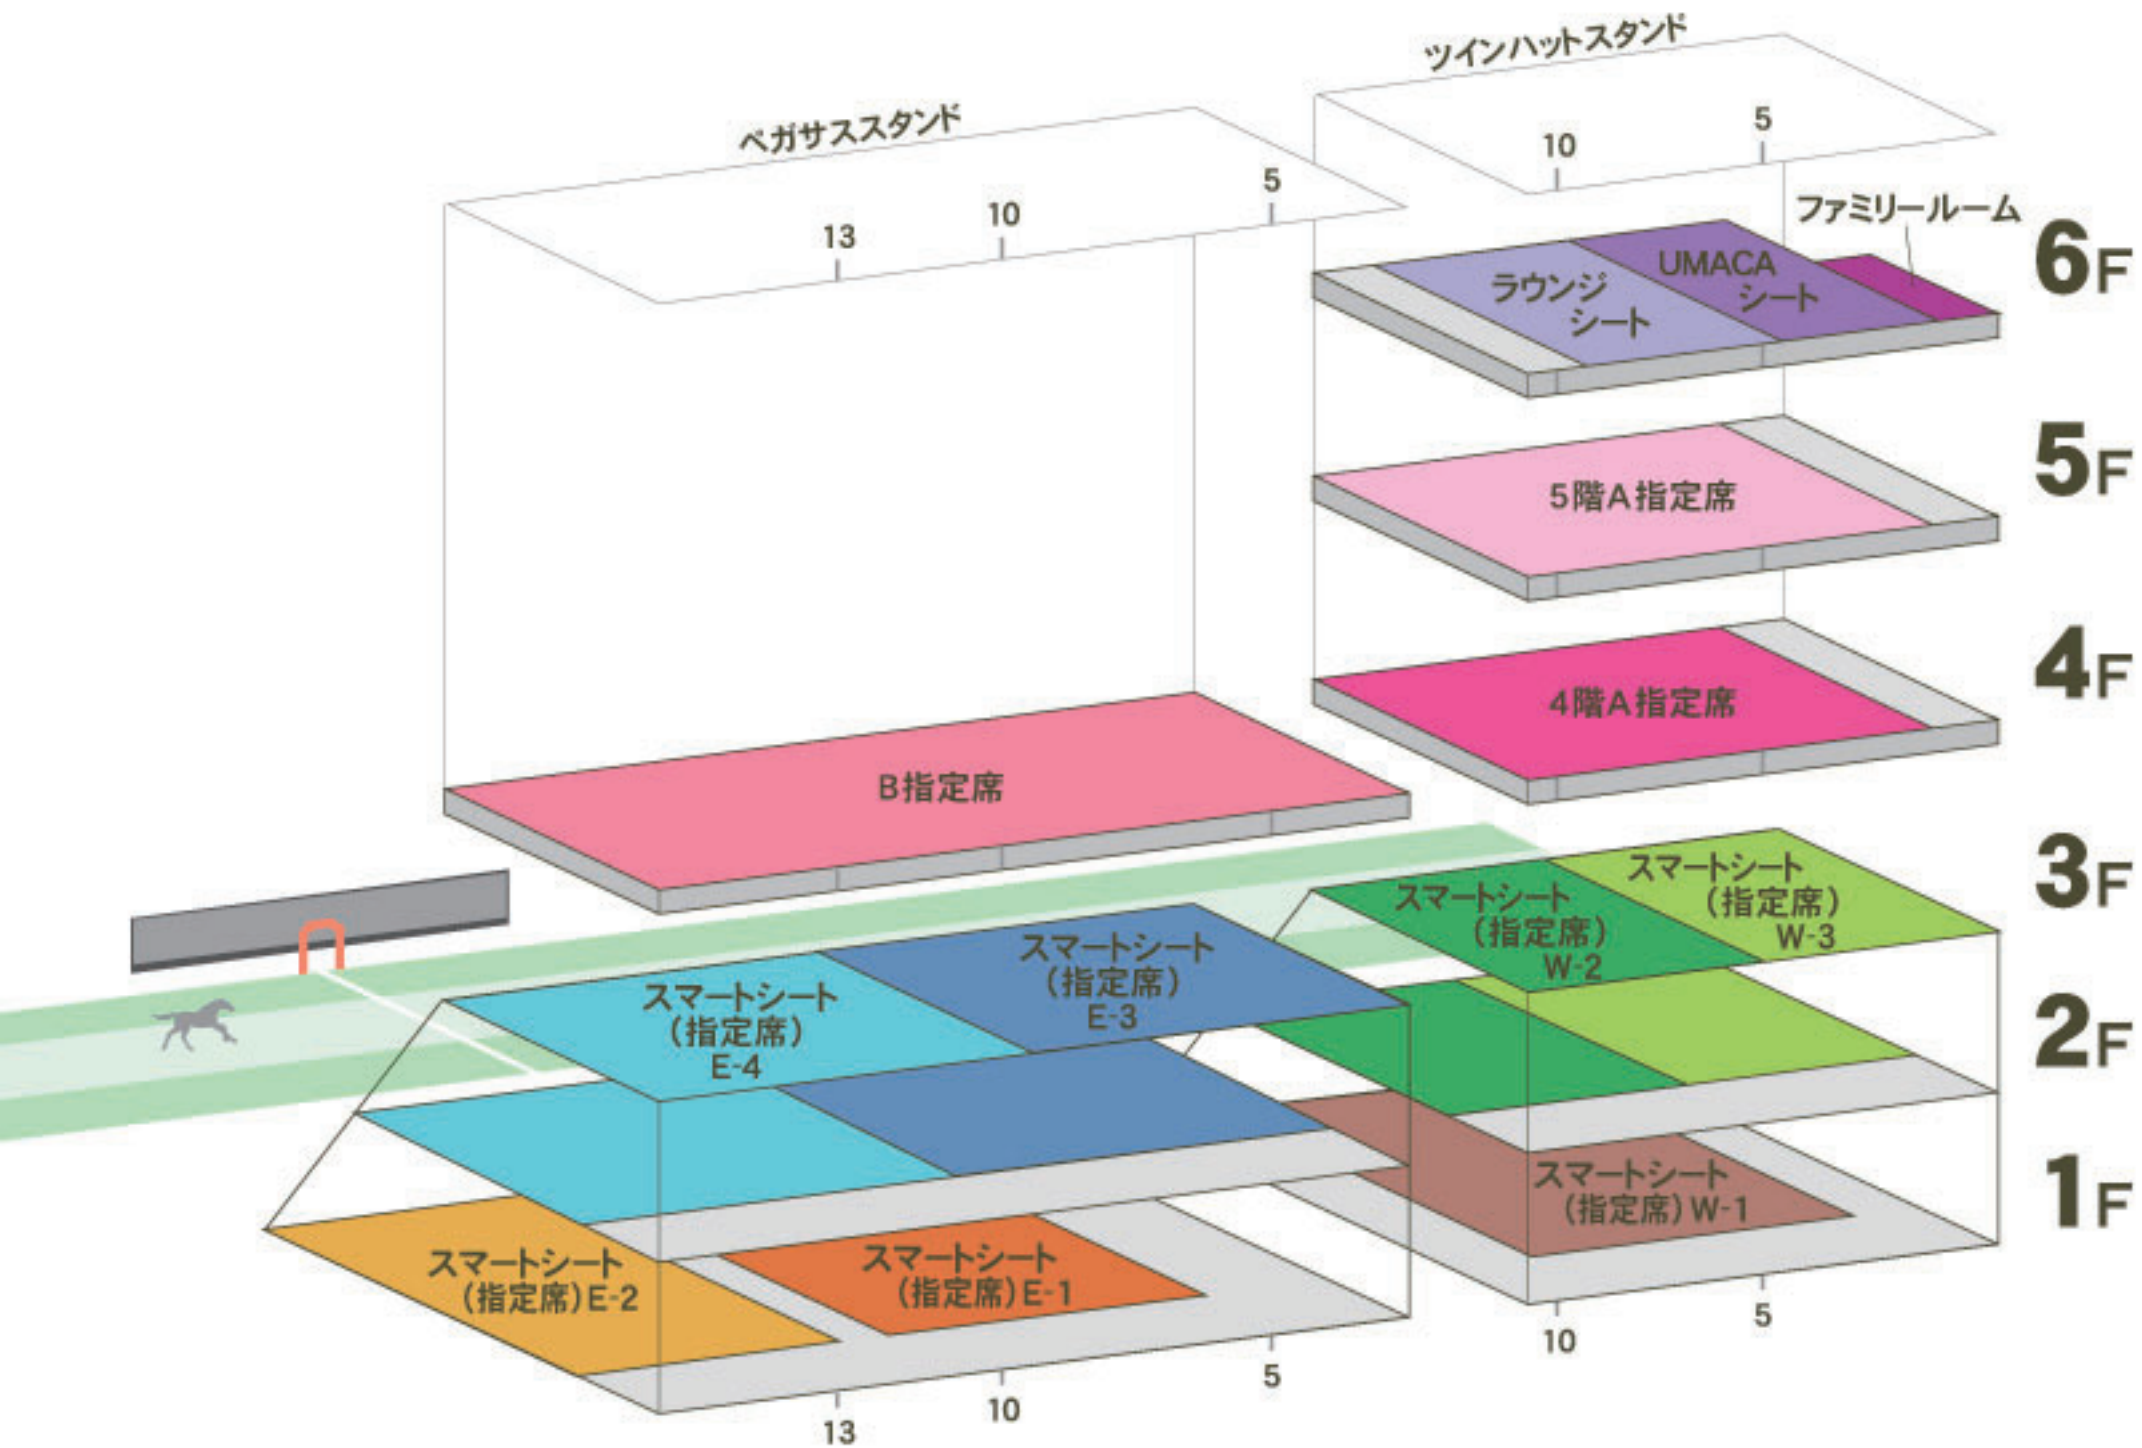 ツインハットスタンド
10
5
ペガサススタンド
13
10
5
ファミリールーム
6F
ラウンジ
シート
UMACA
シート
5F
5階A指定席
4F
4階A指定席
B指定席
3F
スマートシート
(指定席)
W-2
スマートシート
(指定席)
W-3
スマートシート
(指定席)
E-4
スマートシート
(指定席)
E-3
2F
1F
スマートシート
(指定席)W-1
スマートシート
(指定席)E-2
スマートシート
(指定席)E-1
13
10
5
10
5